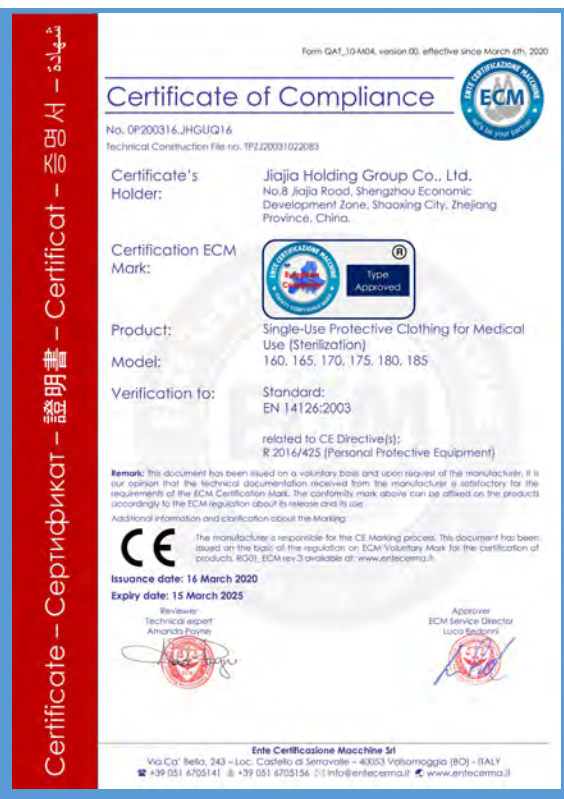 Form QAT_10-M04, version 00, effective since March 6th, 2020
Certificate of Compliance
ENTE CERTIFICAZIONE MACCHINE
ECM
let's be your partner
No. 0P200316.JHGUQ16
Technical Construction File no. TPZJ20031022083
Certificate's
Holder:
Jiajia Holding Group Co., Ltd.
No.8 Jiajia Road, Shengzhou Economic
Development Zone, Shaoxing City, Zhejiang
Province, China.
Certification ECM
Mark:
ENTE CERTIFICAZIONE MACCHINE
European
®
Type
Approved
Product:
Single-Use Protective Clothing for Medical
Use (Sterilization)
Model:
160, 165, 170, 175, 180, 185
Verification to:
Standard:
EN 14126:2003
related to CE Directive(s):
R 2016/425 (Personal Protective Equipment)
Remark: This document has been issued on a voluntary basis and upon request of the manufacturer. It is
our opinion that the technical documentation received from the manufacturer is satisfactory for the
requirements of the ECM Certification Mark. The conformity mark above can be affixed on the products
accordingly to the ECM regulation about its release and its use.
Additional information and clarification about the Marking:
CE
The manufacturer is responsible for the CE Marking process. This document has been
issued on the basis of the regulation on ECM Voluntary Mark for the certification of
products. RG01_ECM rev.3 available at: www.entecerma.it
Issuance date: 16 March 2020
Expiry date: 15 March 2025
Reviewer
Technical expert
Amanda Payne
Approver
ECM Service Director
Luca Bedonni
Ente Certificazione Macchine Srl
Via Ca' Bella, 243 – Loc. Castello di Serravalle – 40053 Valsamoggia (BO) - ITALY
☎ +39 051 6705141 +39 051 6705156 info@entecerma.it www.entecerma.it
Certificate – Сертификат – 證明書 – Certificat – 증명서 – شهادة